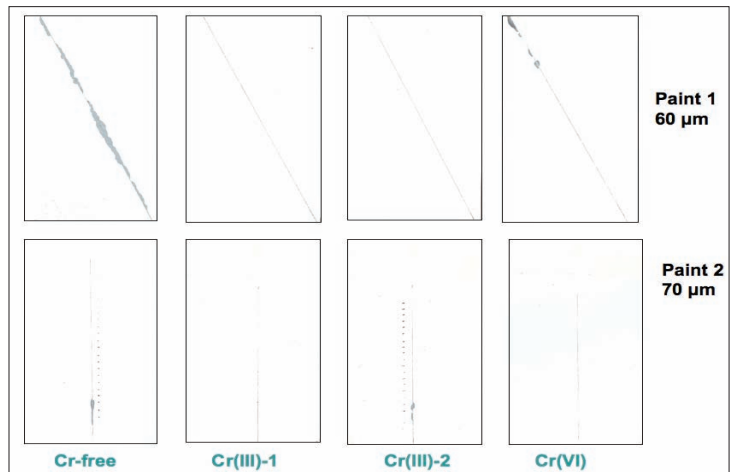 Paint 1
60 µm
Paint 2
70 µm
Cr-free
Cr(III)-1
Cr(III)-2
Cr(VI)